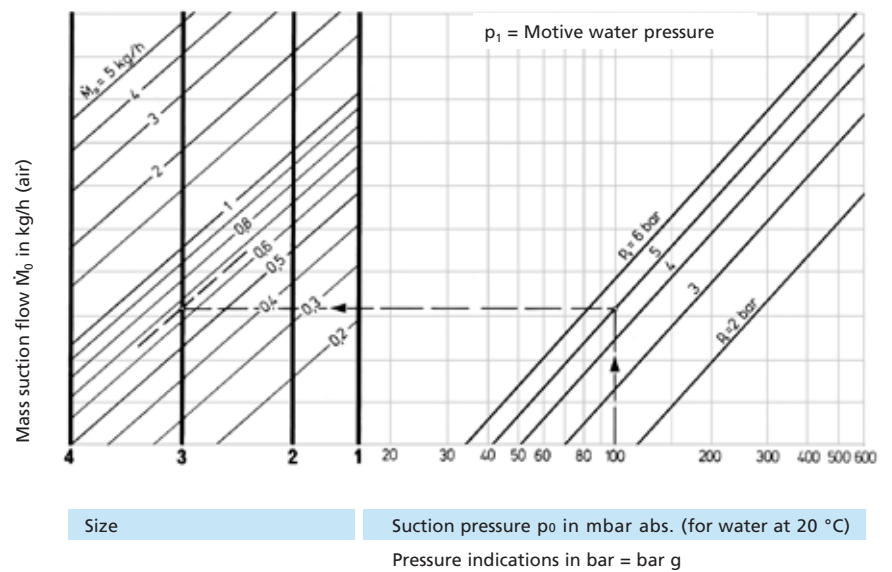 p₁ = Motive water pressure
Ṁ₀ = 5 kg/h
4
3
2
1
0,8
0,6
0,5
0,4
0,3
0,2
P₁=6 bar
5
4
3
P₁=2 bar
Mass suction flow Ṁ₀ in kg/h (air)
4 3 2 1 20 30 40 50 60 80 100 200 300 400 500 600
Size Suction pressure p₀ in mbar abs. (for water at 20 °C)
Pressure indications in bar = bar g